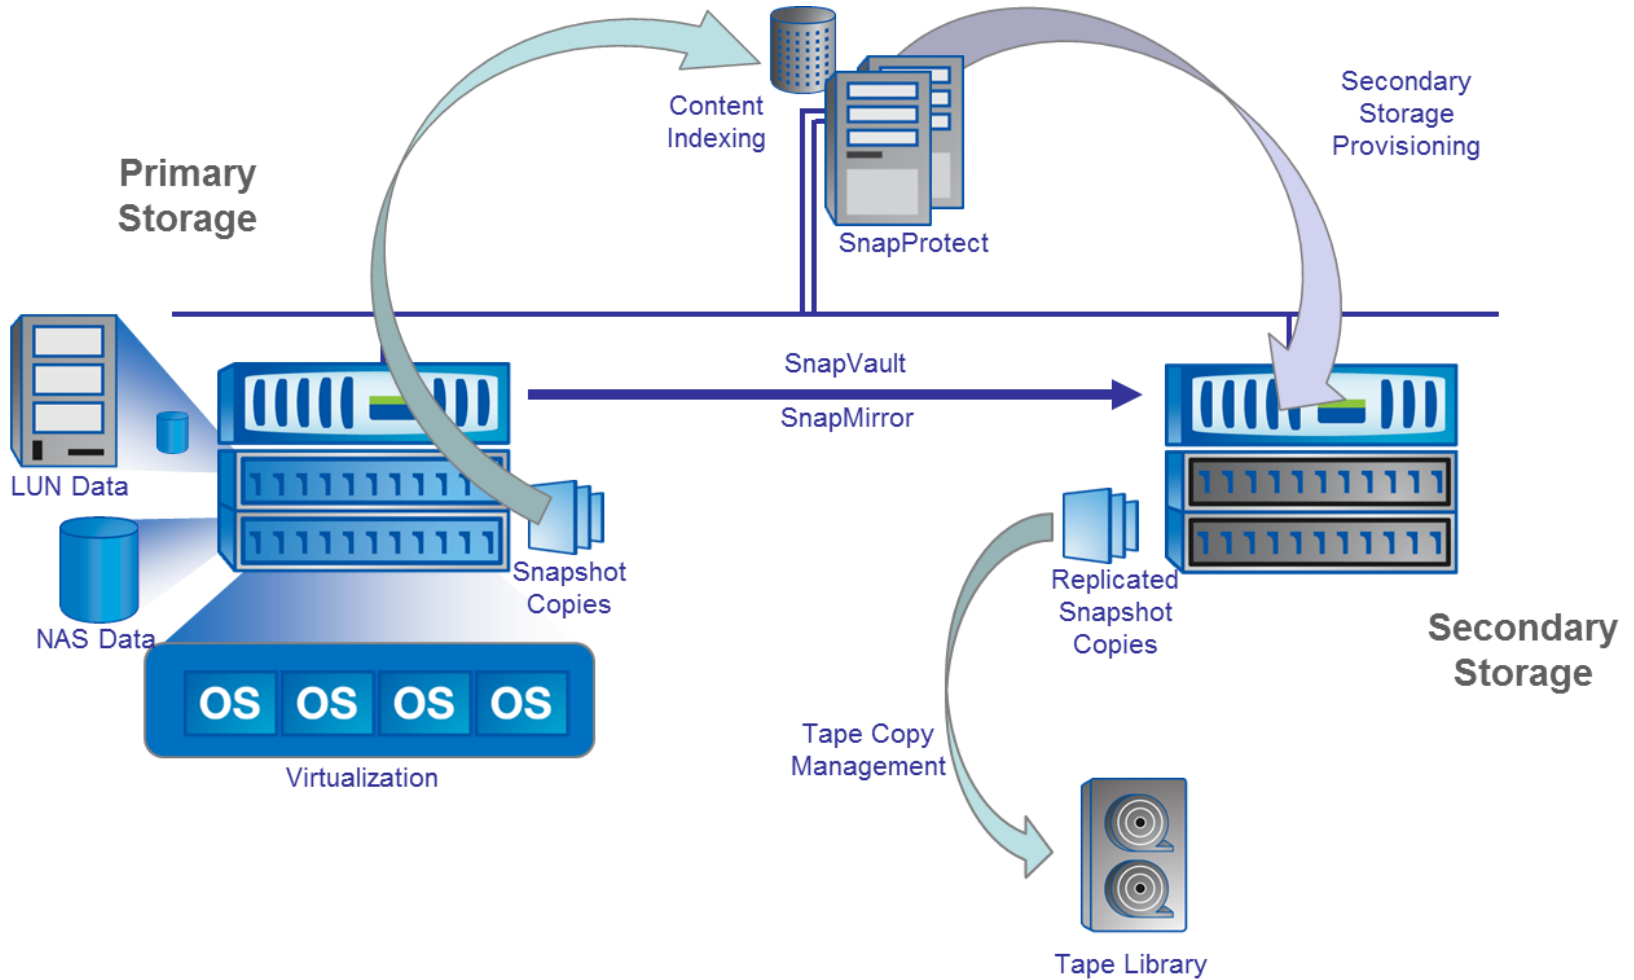 Content
Indexing
Secondary
Storage
Provisioning
Primary
Storage
SnapProtect
SnapVault
SnapMirror
LUN Data
Snapshot
Copies
NAS Data
Replicated
Snapshot
Copies
Secondary
Storage
OS OS OS OS
Virtualization
Tape Copy
Management
Tape Library